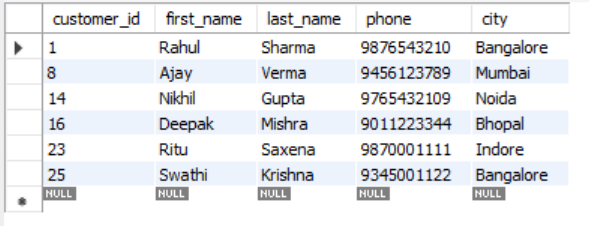 customer_id first_name last_name phone city
1 Rahul Sharma 9876543210 Bangalore
8 Ajay Verma 9456123789 Mumbai
14 Nikhil Gupta 9765432109 Noida
16 Deepak Mishra 9011223344 Bhopal
23 Ritu Saxena 9870001111 Indore
25 Swathi Krishna 9345001122 Bangalore
NULL NULL NULL NULL NULL